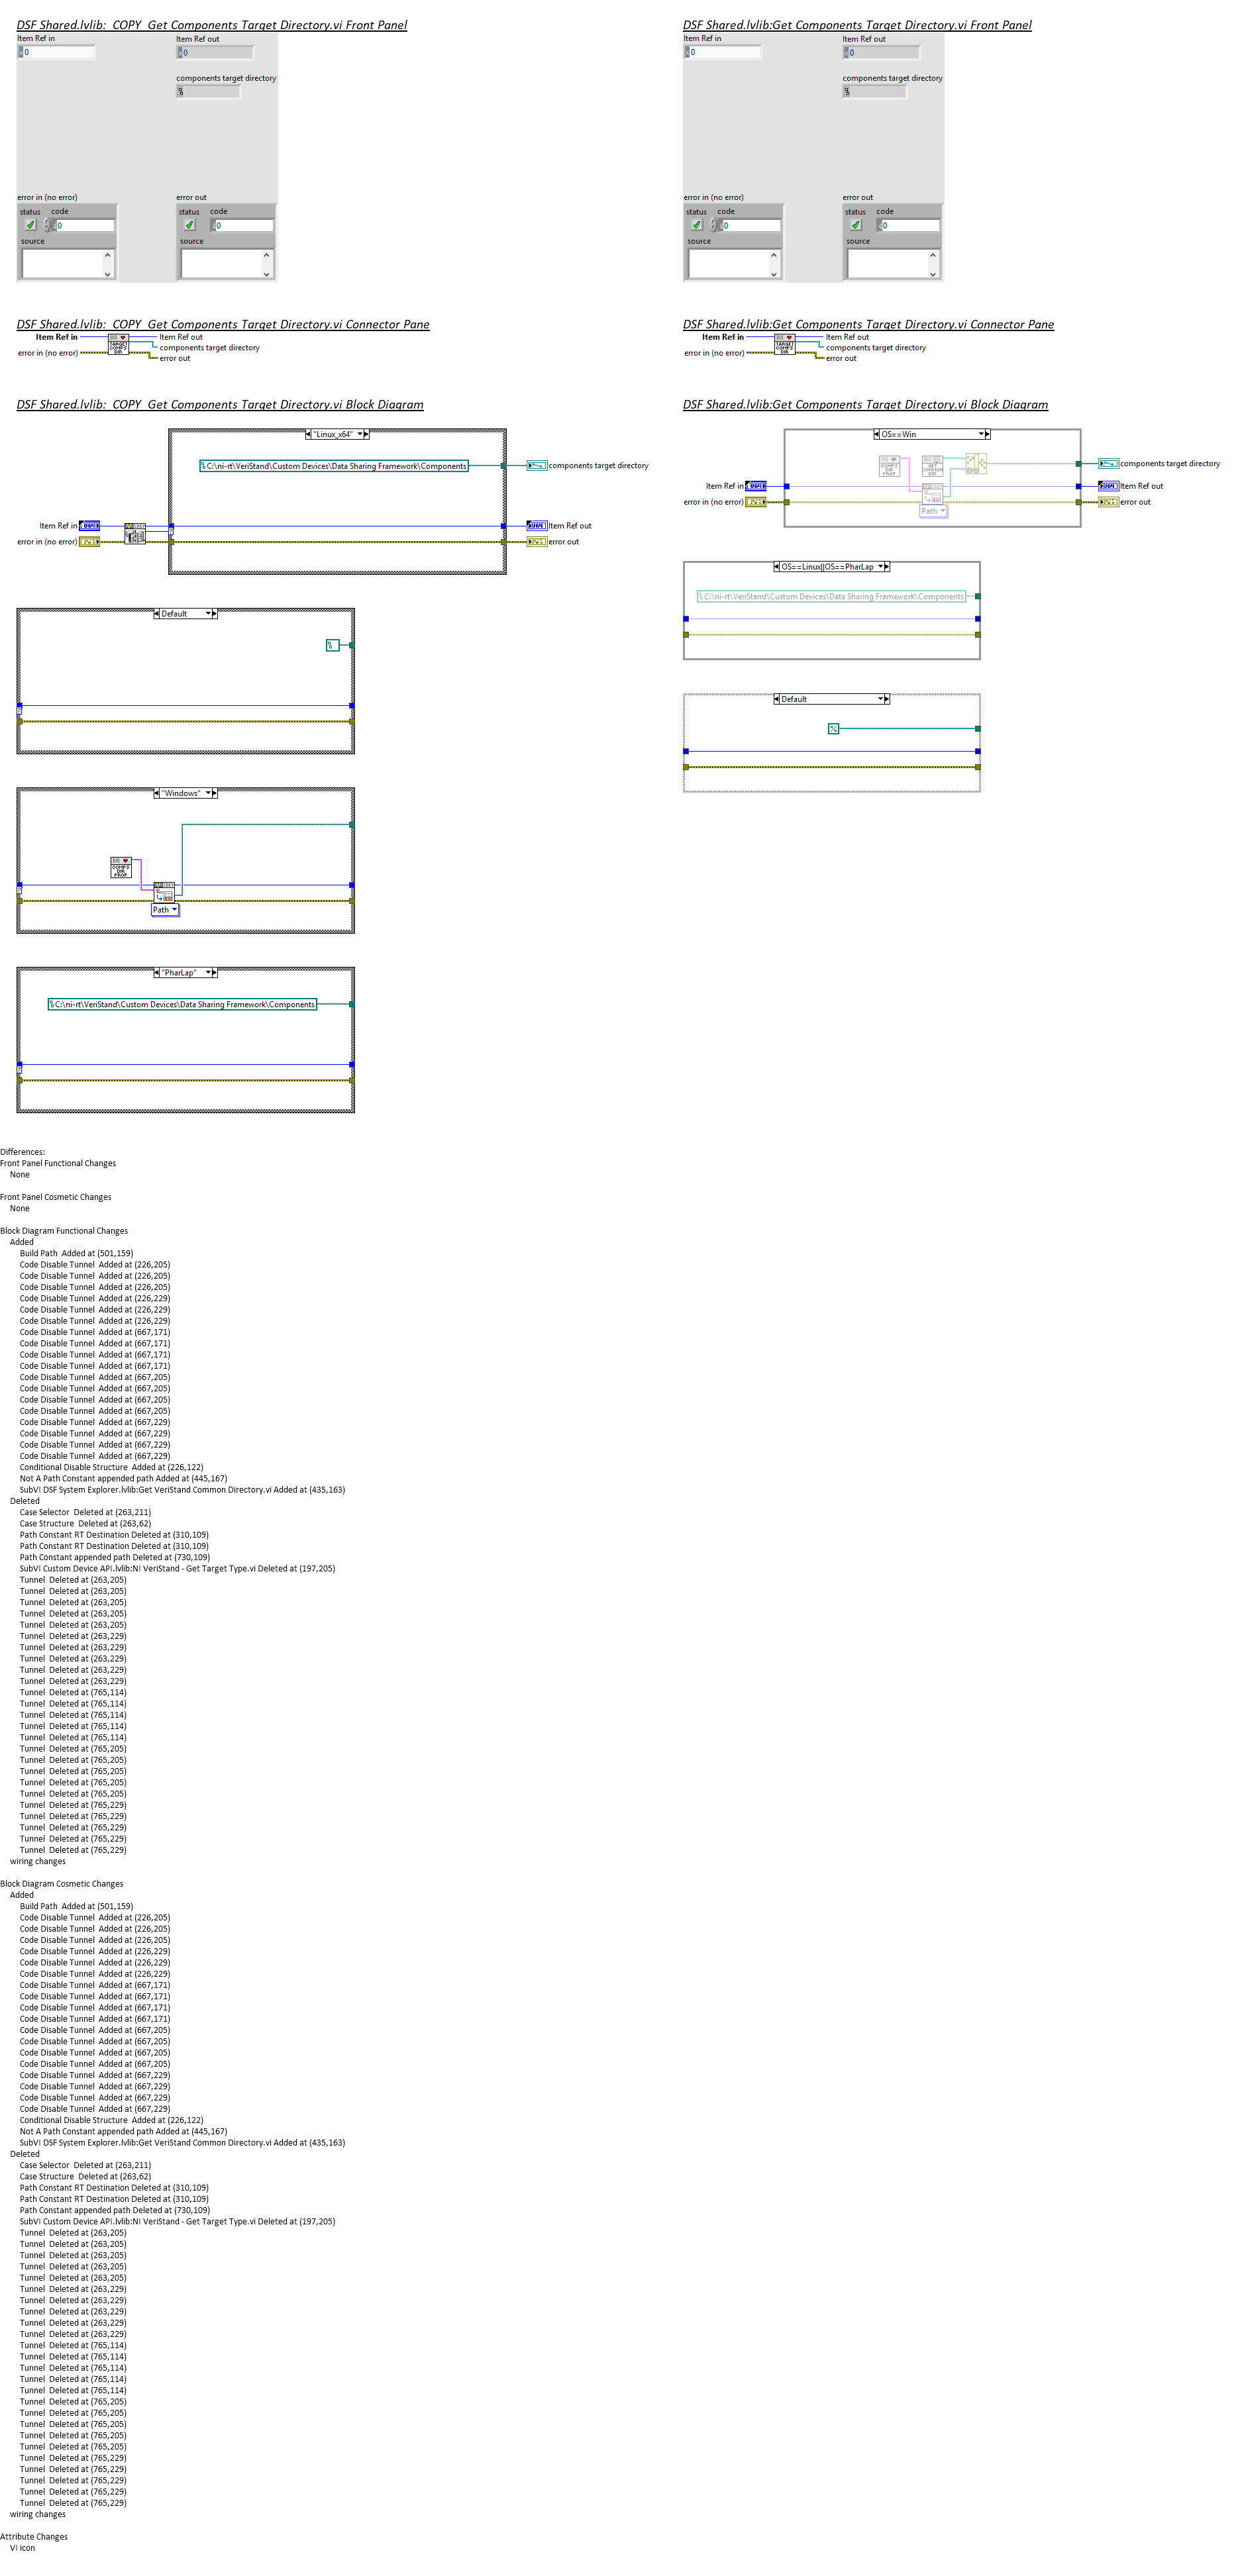 DSF Shared.lvlib:_COPY_Get Components Target Directory.vi Front Panel
Item Ref in
0
Item Ref out
0
components target directory
error in (no error)
status
code
0
source
error out
status
code
0
source
DSF Shared.lvlib:Get Components Target Directory.vi Front Panel
Item Ref in
0
Item Ref out
0
components target directory
error in (no error)
status
code
0
source
error out
status
code
0
source
DSF Shared.lvlib:_COPY_Get Components Target Directory.vi Connector Pane
Item Ref in
error in (no error)
TARGET
COMPS
DIR
Item Ref out
components target directory
error out
DSF Shared.lvlib:Get Components Target Directory.vi Connector Pane
Item Ref in
error in (no error)
TARGET
COMPS
DIR
Item Ref out
components target directory
error out
DSF Shared.lvlib:_COPY_Get Components Target Directory.vi Block Diagram
"Linux_x64"
C:\ni-rt\VeriStand\Custom Devices\Data Sharing Framework\Components
components target directory
Item Ref in
Item Ref out
error in (no error)
error out
Default
"Windows"
COMPS
DIR
PROP
Path
"PharLap"
C:\ni-rt\VeriStand\Custom Devices\Data Sharing Framework\Components
DSF Shared.lvlib:Get Components Target Directory.vi Block Diagram
OS==Win
COMPS
DIR
PROP
GET
COMMON
DIR
components target directory
Item Ref in
Item Ref out
error in (no error)
error out
Path
OS==Linux||OS==PharLap
C:\ni-rt\VeriStand\Custom Devices\Data Sharing Framework\Components
Default
Differences:
Front Panel Functional Changes
None
Front Panel Cosmetic Changes
None
Block Diagram Functional Changes
Added
Build Path  Added at (501,159)
Code Disable Tunnel  Added at (226,205)
Code Disable Tunnel  Added at (226,205)
Code Disable Tunnel  Added at (226,205)
Code Disable Tunnel  Added at (226,229)
Code Disable Tunnel  Added at (226,229)
Code Disable Tunnel  Added at (226,229)
Code Disable Tunnel  Added at (667,171)
Code Disable Tunnel  Added at (667,171)
Code Disable Tunnel  Added at (667,171)
Code Disable Tunnel  Added at (667,171)
Code Disable Tunnel  Added at (667,205)
Code Disable Tunnel  Added at (667,205)
Code Disable Tunnel  Added at (667,205)
Code Disable Tunnel  Added at (667,205)
Code Disable Tunnel  Added at (667,229)
Code Disable Tunnel  Added at (667,229)
Code Disable Tunnel  Added at (667,229)
Code Disable Tunnel  Added at (667,229)
Conditional Disable Structure  Added at (226,122)
Not A Path Constant appended path Added at (445,167)
SubVI DSF System Explorer.lvlib:Get VeriStand Common Directory.vi Added at (435,163)
Deleted
Case Selector  Deleted at (263,211)
Case Structure  Deleted at (263,62)
Path Constant RT Destination Deleted at (310,109)
Path Constant RT Destination Deleted at (310,109)
Path Constant appended path Deleted at (730,109)
SubVI Custom Device API.lvlib:NI VeriStand - Get Target Type.vi Deleted at (197,205)
Tunnel  Deleted at (263,205)
Tunnel  Deleted at (263,205)
Tunnel  Deleted at (263,205)
Tunnel  Deleted at (263,205)
Tunnel  Deleted at (263,205)
Tunnel  Deleted at (263,229)
Tunnel  Deleted at (263,229)
Tunnel  Deleted at (263,229)
Tunnel  Deleted at (263,229)
Tunnel  Deleted at (263,229)
Tunnel  Deleted at (765,114)
Tunnel  Deleted at (765,114)
Tunnel  Deleted at (765,114)
Tunnel  Deleted at (765,114)
Tunnel  Deleted at (765,114)
Tunnel  Deleted at (765,205)
Tunnel  Deleted at (765,205)
Tunnel  Deleted at (765,205)
Tunnel  Deleted at (765,205)
Tunnel  Deleted at (765,205)
Tunnel  Deleted at (765,229)
Tunnel  Deleted at (765,229)
Tunnel  Deleted at (765,229)
Tunnel  Deleted at (765,229)
Tunnel  Deleted at (765,229)
wiring changes
Block Diagram Cosmetic Changes
Added
Build Path  Added at (501,159)
Code Disable Tunnel  Added at (226,205)
Code Disable Tunnel  Added at (226,205)
Code Disable Tunnel  Added at (226,205)
Code Disable Tunnel  Added at (226,229)
Code Disable Tunnel  Added at (226,229)
Code Disable Tunnel  Added at (226,229)
Code Disable Tunnel  Added at (667,171)
Code Disable Tunnel  Added at (667,171)
Code Disable Tunnel  Added at (667,171)
Code Disable Tunnel  Added at (667,171)
Code Disable Tunnel  Added at (667,205)
Code Disable Tunnel  Added at (667,205)
Code Disable Tunnel  Added at (667,205)
Code Disable Tunnel  Added at (667,205)
Code Disable Tunnel  Added at (667,229)
Code Disable Tunnel  Added at (667,229)
Code Disable Tunnel  Added at (667,229)
Code Disable Tunnel  Added at (667,229)
Conditional Disable Structure  Added at (226,122)
Not A Path Constant appended path Added at (445,167)
SubVI DSF System Explorer.lvlib:Get VeriStand Common Directory.vi Added at (435,163)
Deleted
Case Selector  Deleted at (263,211)
Case Structure  Deleted at (263,62)
Path Constant RT Destination Deleted at (310,109)
Path Constant RT Destination Deleted at (310,109)
Path Constant appended path Deleted at (730,109)
SubVI Custom Device API.lvlib:NI VeriStand - Get Target Type.vi Deleted at (197,205)
Tunnel  Deleted at (263,205)
Tunnel  Deleted at (263,205)
Tunnel  Deleted at (263,205)
Tunnel  Deleted at (263,205)
Tunnel  Deleted at (263,205)
Tunnel  Deleted at (263,229)
Tunnel  Deleted at (263,229)
Tunnel  Deleted at (263,229)
Tunnel  Deleted at (263,229)
Tunnel  Deleted at (263,229)
Tunnel  Deleted at (765,114)
Tunnel  Deleted at (765,114)
Tunnel  Deleted at (765,114)
Tunnel  Deleted at (765,114)
Tunnel  Deleted at (765,114)
Tunnel  Deleted at (765,205)
Tunnel  Deleted at (765,205)
Tunnel  Deleted at (765,205)
Tunnel  Deleted at (765,205)
Tunnel  Deleted at (765,205)
Tunnel  Deleted at (765,229)
Tunnel  Deleted at (765,229)
Tunnel  Deleted at (765,229)
Tunnel  Deleted at (765,229)
Tunnel  Deleted at (765,229)
wiring changes
Attribute Changes
VI icon